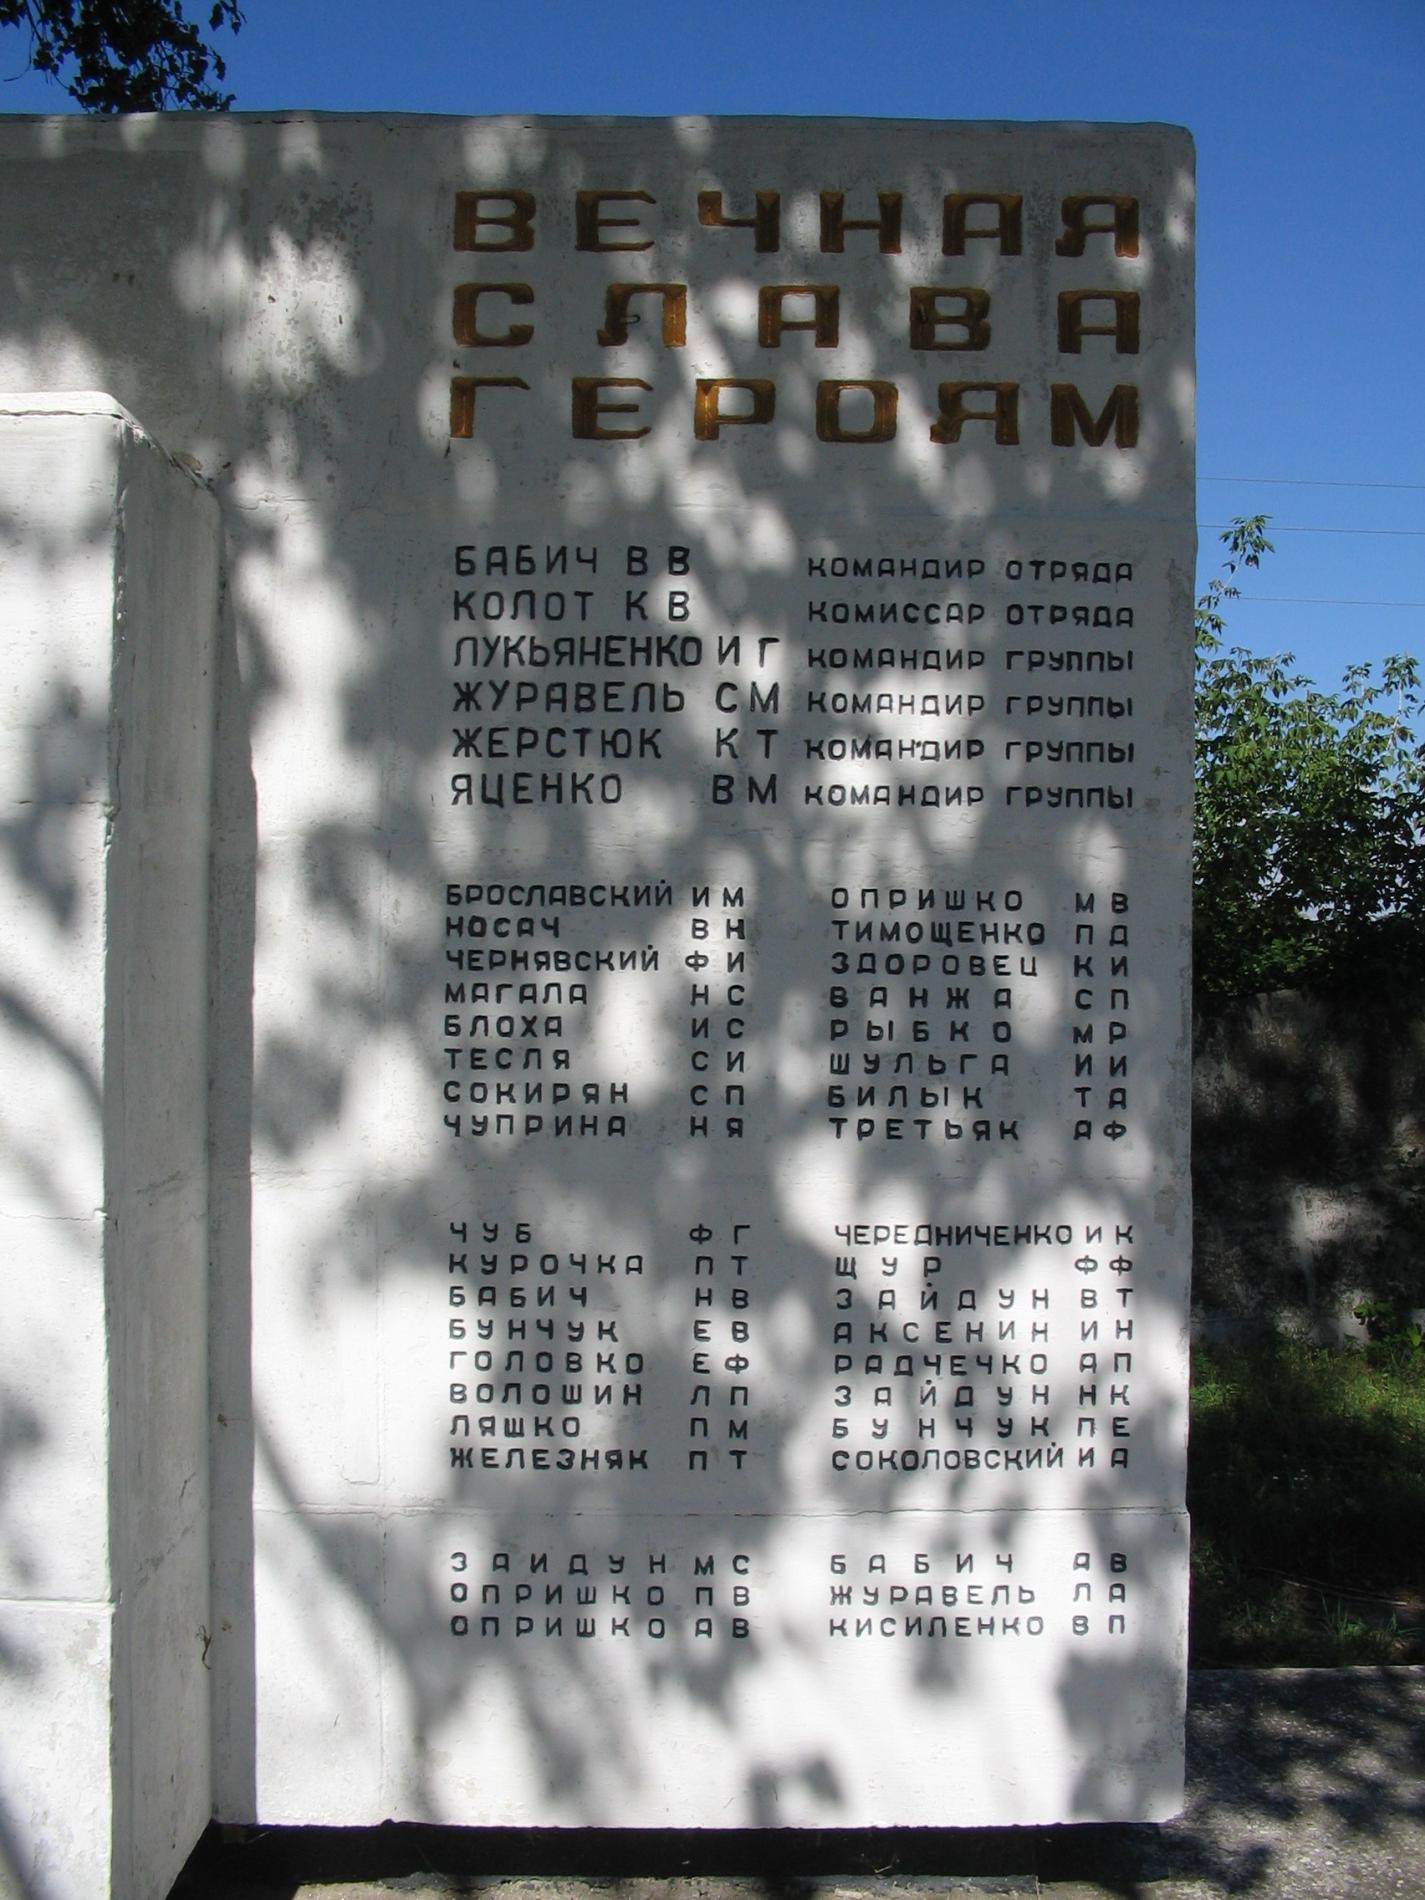 ВЕЧНАЯ
СЛАВА
ГЕРОЯМ
БАБИЧ В В КОМАНДИР ОТРЯДА
КОЛОТ К В КОМИССАР ОТРЯДА
ЛУКЬЯНЕНКО И Г КОМАНДИР ГРУППЫ
ЖУРАВЕЛЬ С М КОМАНДИР ГРУППЫ
ЖЕРСТЮК К Т КОМАНДИР ГРУППЫ
ЯЦЕНКО В М КОМАНДИР ГРУППЫ
БРОСЛАВСКИЙ И М ОПРИШКО М В
НОСАЧ В Н ТИМОЩЕНКО П Д
ЧЕРНЯВСКИЙ Ф И ЗДОРОВЕЦ К И
МАГАЛА Н С ВАНЖА С П
БЛОХА И С РЫБКО М Р
ТЕСЛЯ С И ШУЛЬГА И И
СОКИРЯН С П БИЛЫК Т А
ЧУПРИНА Н Я ТРЕТЬЯК А Ф
ЧУБ Ф Г ЧЕРЕДНИЧЕНКО И К
КУРОЧКА П Т ЩУР Ф Ф
БАБИЧ Н В ЗАЙДУН В Т
БУНЧУК Е В АКСЕНИН И Н
ГОЛОВКО Е Ф РАДЧЕЧКО А П
ВОЛОШИН Л П ЗАЙДУН Н К
ЛЯШКО П М БУНЧУК П Е
ЖЕЛЕЗНЯК П Т СОКОЛОВСКИЙ И А
ЗАИДУН М С БАБИЧ А В
ОПРИШКО П В ЖУРАВЕЛЬ Л А
ОПРИШКО А В КИСИЛЕНКО В П